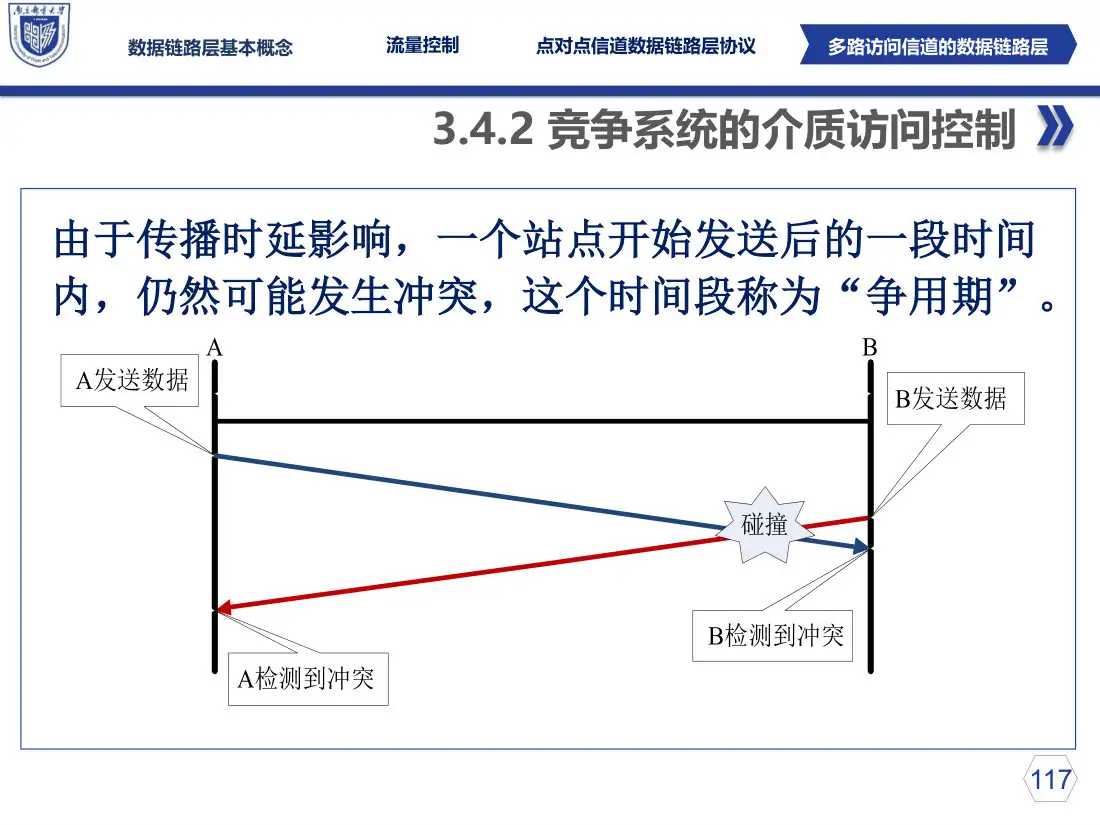 南京邮电大学
数据链路层基本概念
流量控制
点对点信道数据链路层协议
多路访问信道的数据链路层
3.4.2 竞争系统的介质访问控制
由于传播时延影响，一个站点开始发送后的一段时间
内，仍然可能发生冲突，这个时间段称为“争用期”。
A
B
A发送数据
B发送数据
碰撞
B检测到冲突
A检测到冲突
117